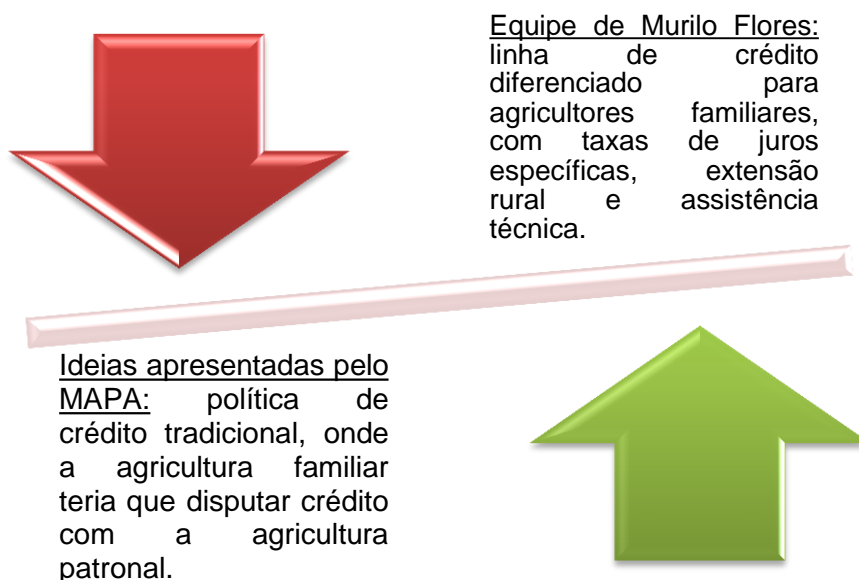 Equipe de Murilo Flores:
linha de crédito
diferenciado para
agricultores familiares,
com taxas de juros
específicas, extensão
rural e assistência
técnica.
Ideias apresentadas pelo
MAPA: política de
crédito tradicional, onde
a agricultura familiar
teria que disputar crédito
com a agricultura
patronal.